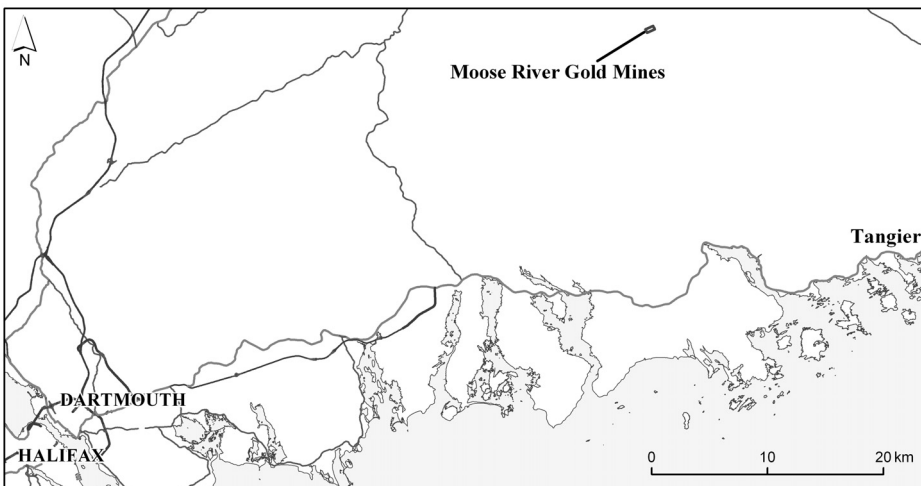 N
Moose River Gold Mines
Tangier
DARTMOUTH
HALIFAX
0 10 20 km